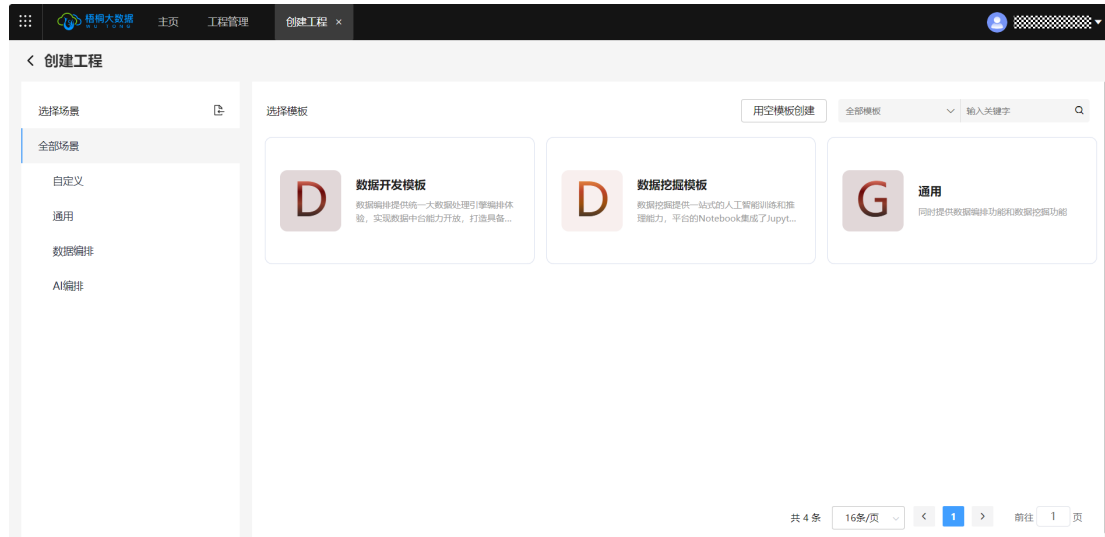 梧桐大数据
WU TONG
主页
工程管理
创建工程 ×
创建工程
选择场景
全部场景
自定义
通用
数据编排
AI编排
选择模板
用空模板创建
全部模板
输入关键字
D
数据开发模板
数据编排提供统一大数据处理引擎编排体
验，实现数据中台能力开放，打造具备...
D
数据挖掘模板
数据挖掘提供一站式的人工智能训练和推
理能力，平台的Notebook集成了Jupyt...
G
通用
同时提供数据编排功能和数据挖掘功能
共 4 条
16条/页
1
前往 1 页